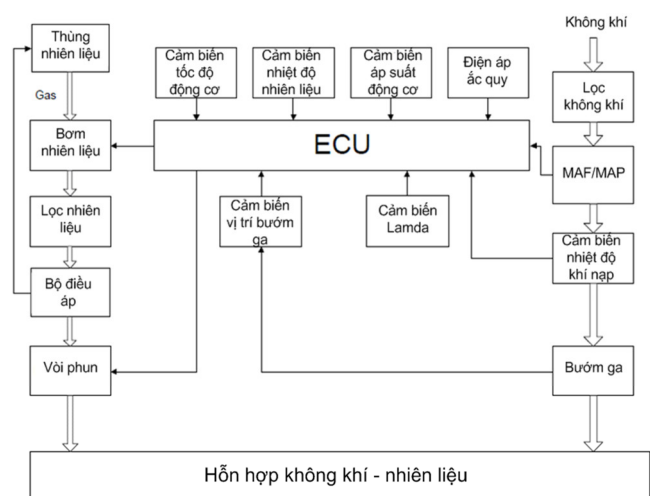 Không khí
Thùng
nhiên liệu
Cảm biến
tốc độ
động cơ
Cảm biến
nhiệt độ
nhiên liệu
Cảm biến
áp suất
động cơ
Điện áp
ắc quy
Lọc
không khí
Gas
Bơm
nhiên liệu
ECU
MAF/MAP
Lọc nhiên
liệu
Cảm biến
vị trí bướm
ga
Cảm biến
Lamda
Cảm biến
nhiệt độ
khí nạp
Bộ điều
áp
Vòi phun
Bướm ga
Hỗn hợp không khí - nhiên liệu